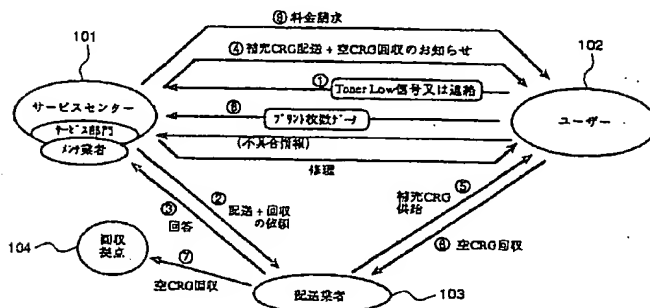 ⑨ 料金請求
101
④ 補充CRG配送 + 空CRG回収のお知らせ
102
① Toner Low信号又は連絡
サービスセンター
サービス部門
メンテ業者
⑧ プリント枚数データ
ユーザー
(不具合情報)
修理
② 配送 + 回収
の依頼
③ 回答
補充CRG
供給
⑤
⑥ 空CRG回収
104
回収
拠点
⑦
空CRG回収
配送業者
103